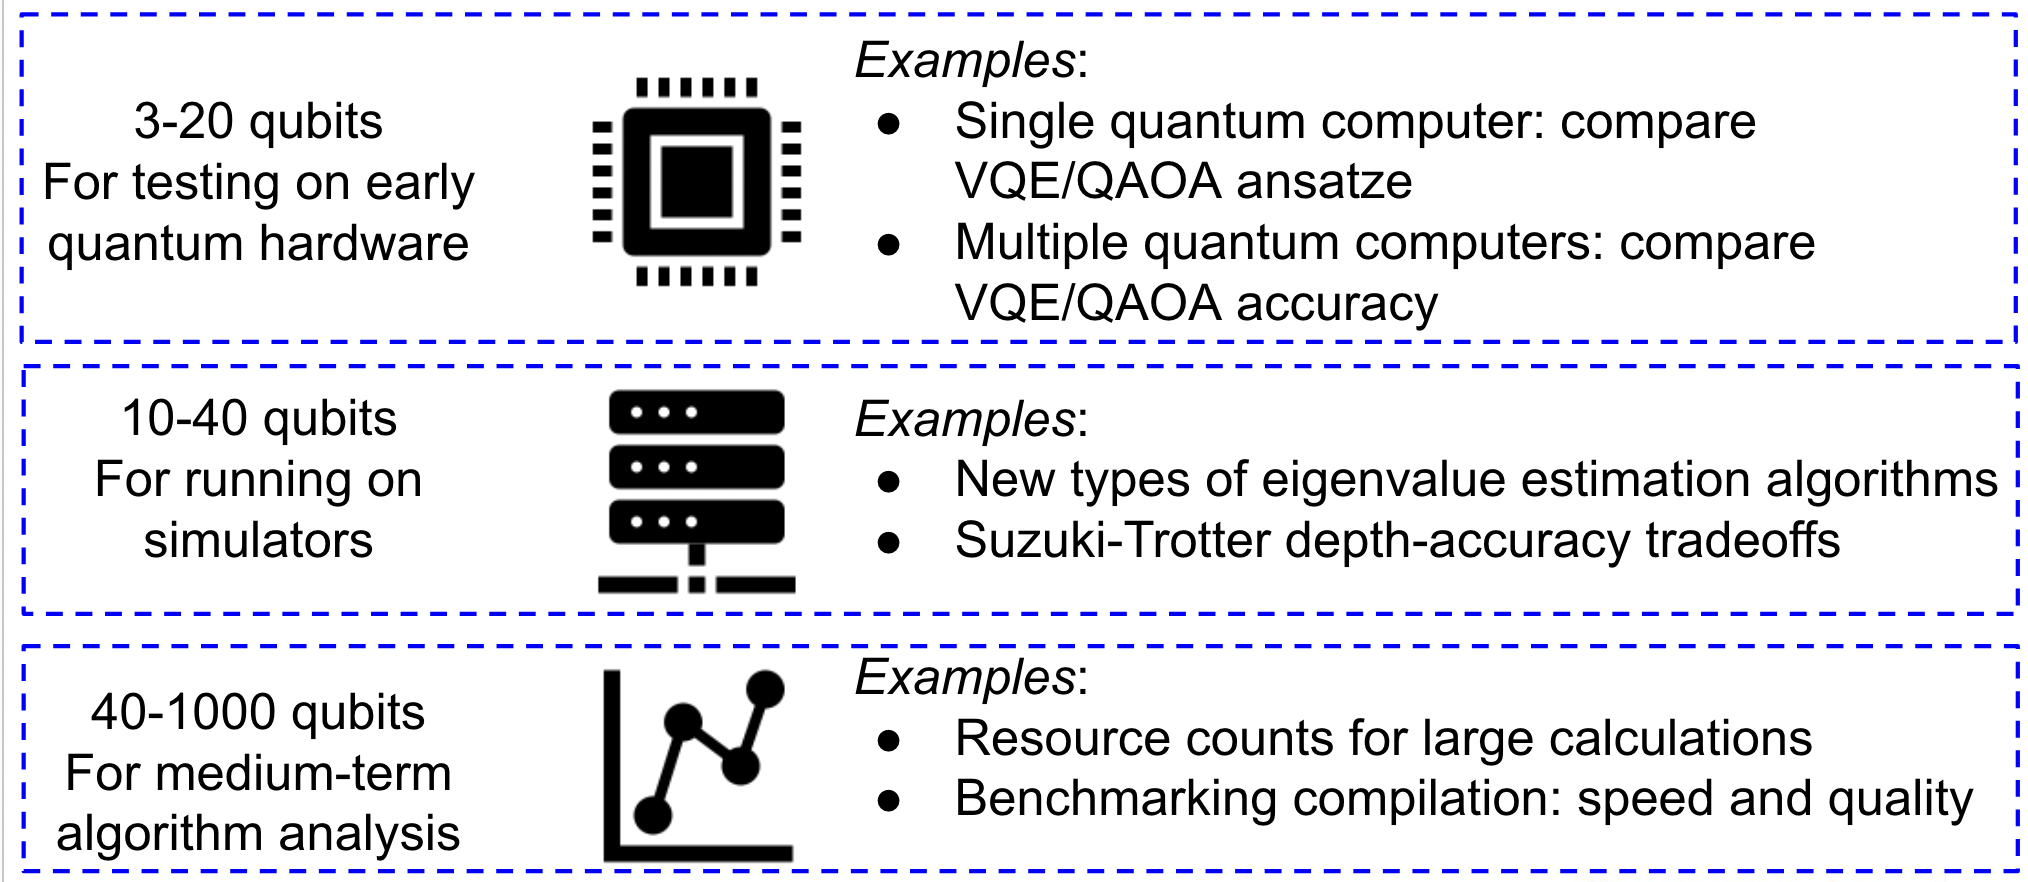 3-20 qubits
For testing on early
quantum hardware
Examples:
● Single quantum computer: compare
VQE/QAOA ansatze
● Multiple quantum computers: compare
VQE/QAOA accuracy
10-40 qubits
For running on
simulators
Examples:
● New types of eigenvalue estimation algorithms
● Suzuki-Trotter depth-accuracy tradeoffs
40-1000 qubits
For medium-term
algorithm analysis
Examples:
● Resource counts for large calculations
● Benchmarking compilation: speed and quality